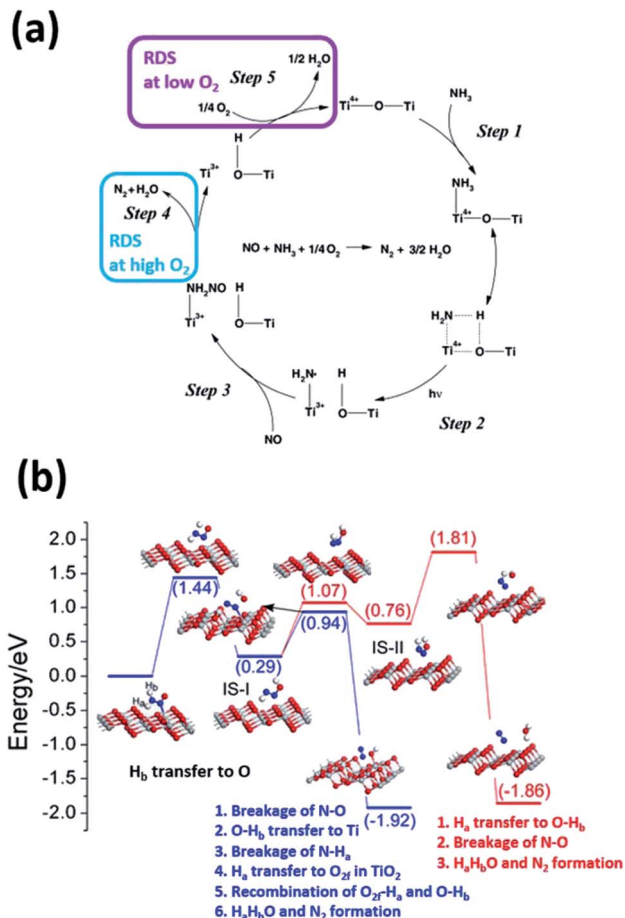 (a)
RDS
at low O₂
Step 5
1/2 H₂O
1/4 O₂
Ti⁴⁺—O—Ti
NH₃
Step 1
NH₃
Ti⁴⁺—O—Ti
H₂N H
Ti⁴⁺ O—Ti
hν
Step 2
H₂N• H
Ti³⁺ O—Ti
NO
Step 3
NH₂NO H
Ti³⁺ O—Ti
N₂+H₂O
Step 4
RDS
at high O₂
H
Ti³⁺ O—Ti
NO + NH₃ + 1/4 O₂ → N₂ + 3/2 H₂O
(b)
Energy/eV
2.0
1.5
1.0
0.5
0.0
-0.5
-1.0
-1.5
-2.0
(1.44)
(0.29)
(1.07)
(0.94)
(0.76)
(1.81)
(-1.92)
(-1.86)
IS-I
IS-II
Hb
Ha
Hb transfer to O
1. Breakage of N-O
2. O-Hb transfer to Ti
3. Breakage of N-Ha
4. Ha transfer to O2f in TiO₂
5. Recombination of O2f-Ha and O-Hb
6. HaHbO and N₂ formation
1. Ha transfer to O-Hb
2. Breakage of N-O
3. HaHbO and N₂ formation